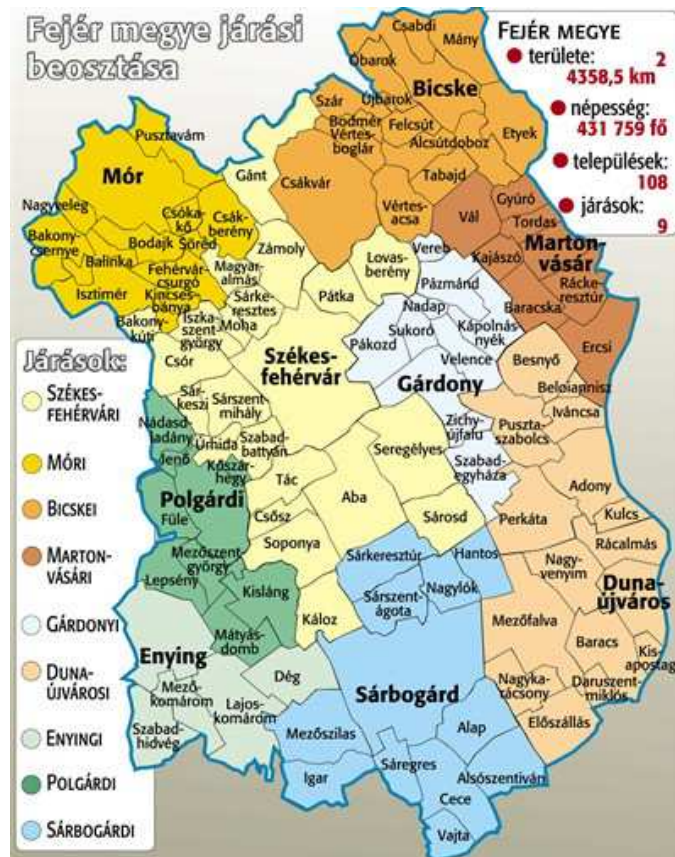 Fejér megye járási
beosztása
FEJÉR MEGYE
területe:
4358,5 km2
népesség:
431 759 fő
települések:
108
járások:
9
Csabdi
Mány
Óbarok
Bicske
Szár
Újbarok
Bodmér
Felcsút
Etyek
Vértes-
boglár
Alcsútdoboz
Pusztavám
Gánt
Csákvár
Tabajd
Mór
Vértes-
acsa
Vál
Gyúró
Tordas
Nagyveleg
Csóka-
kő
Csák-
berény
Marton-
vásár
Bakony-
csernye
Bodajk
Söréd
Zámoly
Lovas-
berény
Vereb
Kajászó
Balinka
Magyar-
almás
Pázmánd
Rác-
keresztúr
Isztimér
Fehérvár-
csurgó
Kincses-
bánya
Sár-
keresztes
Pátka
Nadap
Baracska
Bakony-
kúti
Iszka-
szent-
györgy
Moha
Sukoró
Kápolnás-
nyék
Ercsi
Csór
Székes-
fehérvár
Pákozd
Velence
Besnyő
Gárdony
Beloiannisz
Sár-
keszi
Sárszent-
mihály
Iváncsa
Nádasd-
ladány
Úrhida
Szabad-
battyán
Seregélyes
Zichy-
újfalu
Puszta-
szabolcs
Jenő
Kőszár-
hegy
Szabad-
egyháza
Polgárdi
Tác
Adony
Füle
Csősz
Aba
Sárosd
Perkáta
Kulcs
Soponya
Rácalmás
Mezőszent-
györgy
Sárkeresztúr
Hantos
Nagy-
venyim
Lepsény
Kisláng
Nagylók
Duna-
újváros
Sárszent-
ágota
Káloz
Mezőfalva
Mátyás-
domb
Baracs
Kis-
apostag
Enying
Dég
Sárbogárd
Nagyka-
rácsony
Daruszent-
miklós
Mező-
komárom
Lajos-
komárom
Előszállás
Szabad-
hídvég
Mezőszilas
Alap
Igar
Sáregres
Alsószentiván
Cece
Vajta
Járások:
SZÉKES-
FEHÉRVÁRI
MÓRI
BICSKEI
MARTON-
VÁSÁRI
GÁRDONYI
DUNA-
ÚJVÁROSI
ENYINGI
POLGÁRDI
SÁRBOGÁRDI